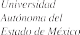 Universidad
Autónoma del
Estado de México